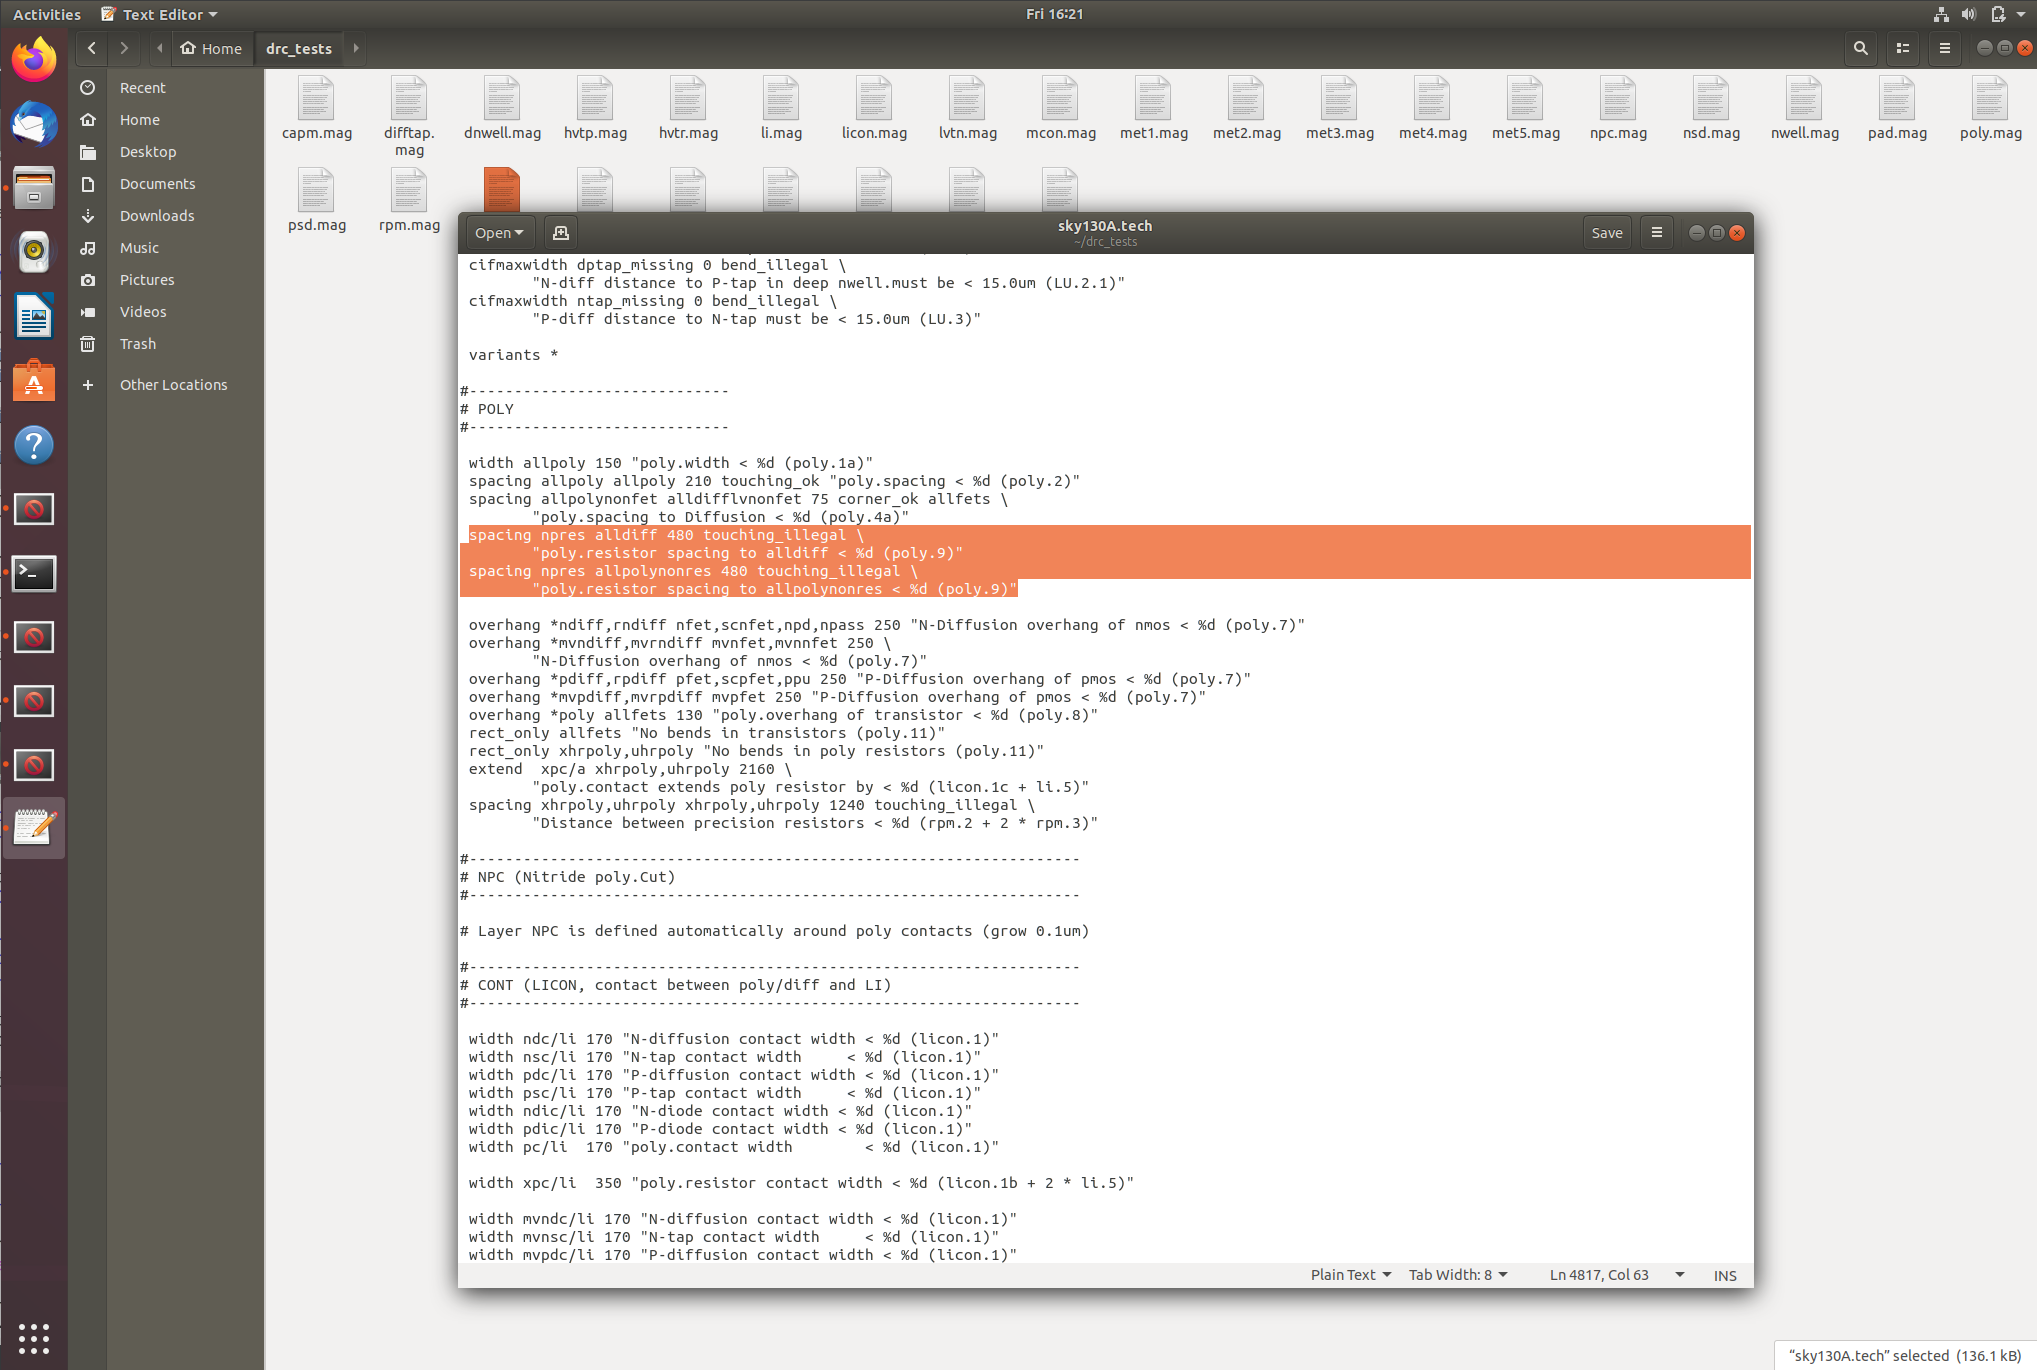 Activities Text Editor Fri 16:21
Home drc_tests
Recent
Home
Desktop
Documents
Downloads
Music
Pictures
Videos
Trash
+ Other Locations
capm.mag difftap.mag dnwell.mag hvtp.mag hvtr.mag li.mag licon.mag lvtn.mag mcon.mag met1.mag met2.mag met3.mag met4.mag met5.mag npc.mag nsd.mag nwell.mag pad.mag poly.mag
psd.mag rpm.mag
Open sky130A.tech Save
~/drc_tests
cifmaxwidth dptap_missing 0 bend_illegal \
"N-diff distance to P-tap in deep nwell.must be < 15.0um (LU.2.1)"
cifmaxwidth ntap_missing 0 bend_illegal \
"P-diff distance to N-tap must be < 15.0um (LU.3)"
variants *
#-----------------------------
# POLY
#-----------------------------
width allpoly 150 "poly.width < %d (poly.1a)"
spacing allpoly allpoly 210 touching_ok "poly.spacing < %d (poly.2)"
spacing allpolynonfet alldifflvnonfet 75 corner_ok allfets \
"poly.spacing to Diffusion < %d (poly.4a)"
spacing npres alldiff 480 touching_illegal \
"poly.resistor spacing to alldiff < %d (poly.9)"
spacing npres allpolynonres 480 touching_illegal \
"poly.resistor spacing to allpolynonres < %d (poly.9)"
overhang *ndiff,rndiff nfet,scnfet,npd,npass 250 "N-Diffusion overhang of nmos < %d (poly.7)"
overhang *mvndiff,mvrndiff mvnfet,mvnnfet 250 \
"N-Diffusion overhang of nmos < %d (poly.7)"
overhang *pdiff,rpdiff pfet,scpfet,ppu 250 "P-Diffusion overhang of pmos < %d (poly.7)"
overhang *mvpdiff,mvrpdiff mvpfet 250 "P-Diffusion overhang of pmos < %d (poly.7)"
overhang *poly allfets 130 "poly.overhang of transistor < %d (poly.8)"
rect_only allfets "No bends in transistors (poly.11)"
rect_only xhrpoly,uhrpoly "No bends in poly resistors (poly.11)"
extend  xpc/a xhrpoly,uhrpoly 2160 \
"poly.contact extends poly resistor by < %d (licon.1c + li.5)"
spacing xhrpoly,uhrpoly xhrpoly,uhrpoly 1240 touching_illegal \
"Distance between precision resistors < %d (rpm.2 + 2 * rpm.3)"
#--------------------------------------------------------------------
# NPC (Nitride poly.Cut)
#--------------------------------------------------------------------
# Layer NPC is defined automatically around poly contacts (grow 0.1um)
#--------------------------------------------------------------------
# CONT (LICON, contact between poly/diff and LI)
#--------------------------------------------------------------------
width ndc/li 170 "N-diffusion contact width < %d (licon.1)"
width nsc/li 170 "N-tap contact width     < %d (licon.1)"
width pdc/li 170 "P-diffusion contact width < %d (licon.1)"
width psc/li 170 "P-tap contact width     < %d (licon.1)"
width ndic/li 170 "N-diode contact width < %d (licon.1)"
width pdic/li 170 "P-diode contact width < %d (licon.1)"
width pc/li  170 "poly.contact width        < %d (licon.1)"
width xpc/li  350 "poly.resistor contact width < %d (licon.1b + 2 * li.5)"
width mvndc/li 170 "N-diffusion contact width < %d (licon.1)"
width mvnsc/li 170 "N-tap contact width     < %d (licon.1)"
width mvpdc/li 170 "P-diffusion contact width < %d (licon.1)"
Plain Text Tab Width: 8 Ln 4817, Col 63 INS
"sky130A.tech" selected (136.1 kB)